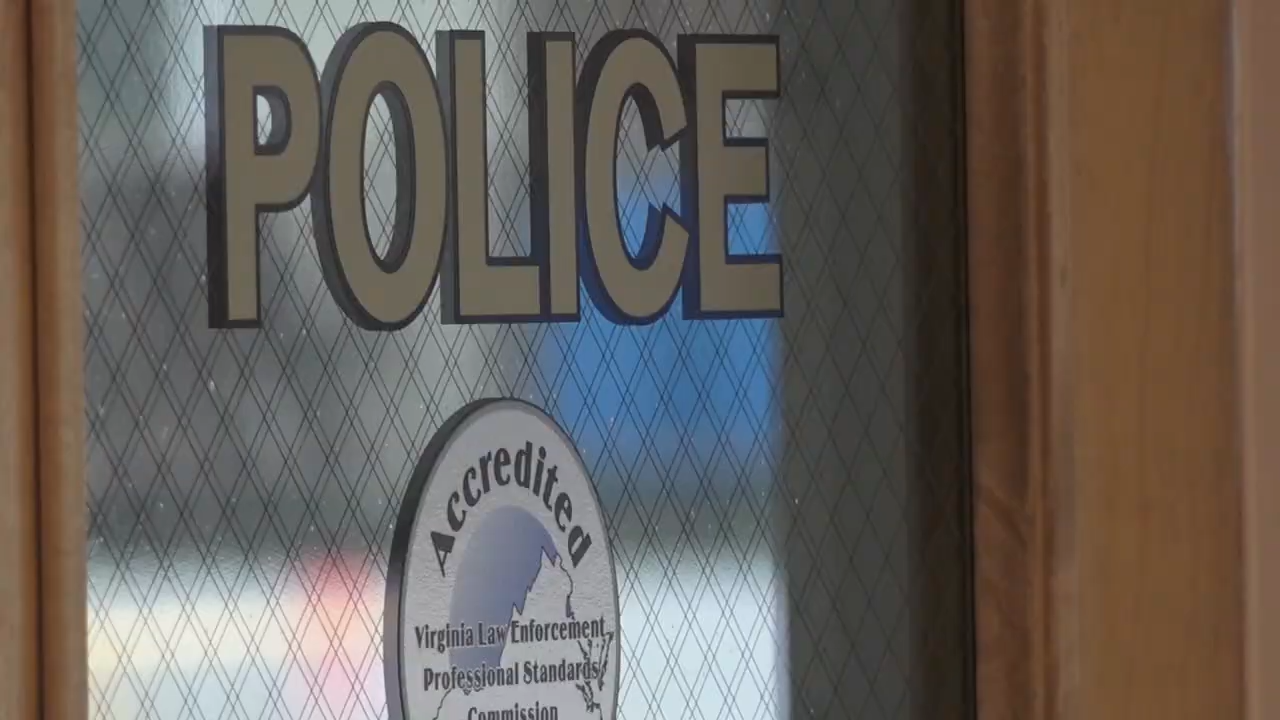 POLICE
Accredited
Virginia Law Enforcement
Professional Standards
Commission